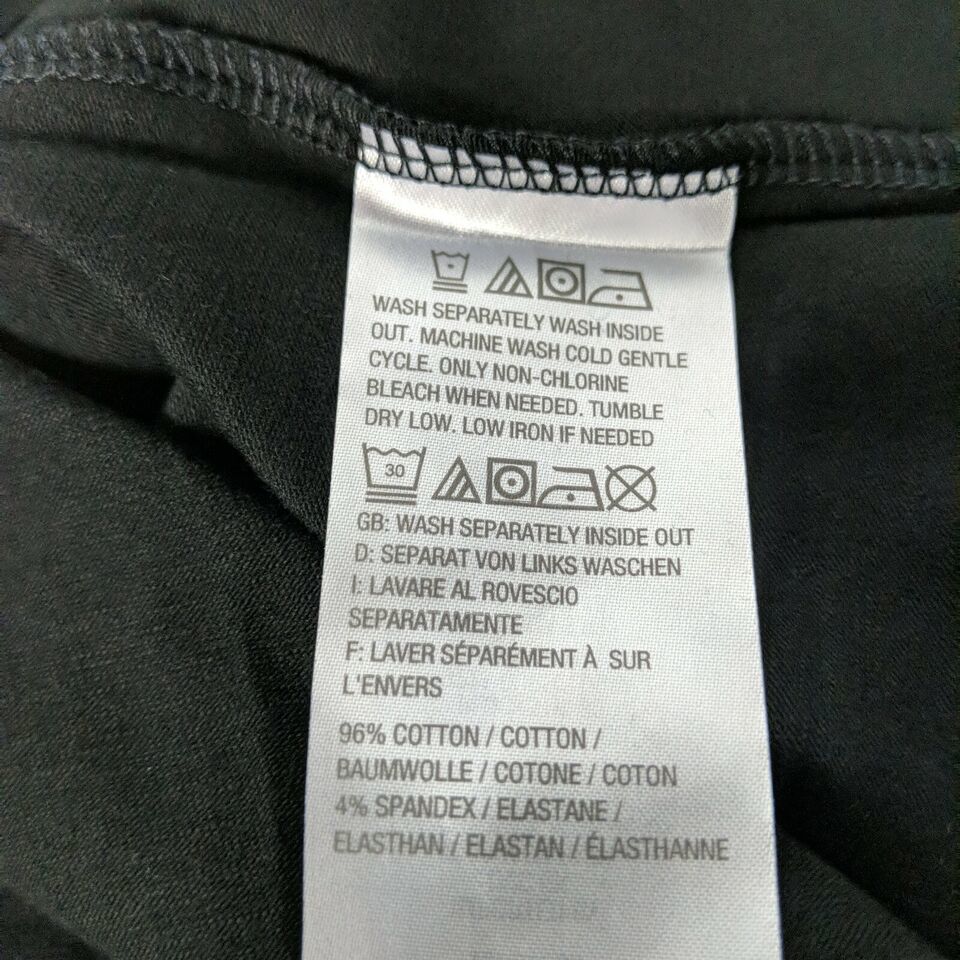 WASH SEPARATELY WASH INSIDE
OUT. MACHINE WASH COLD GENTLE
CYCLE. ONLY NON-CHLORINE
BLEACH WHEN NEEDED. TUMBLE
DRY LOW. LOW IRON IF NEEDED
30
GB: WASH SEPARATELY INSIDE OUT
D: SEPARAT VON LINKS WASCHEN
I: LAVARE AL ROVESCIO
SEPARATAMENTE
F: LAVER SÉPARÉMENT À SUR
L'ENVERS
96% COTTON / COTTON /
BAUMWOLLE / COTONE / COTON
4% SPANDEX / ELASTANE /
ELASTHAN / ELASTAN / ÉLASTHANNE